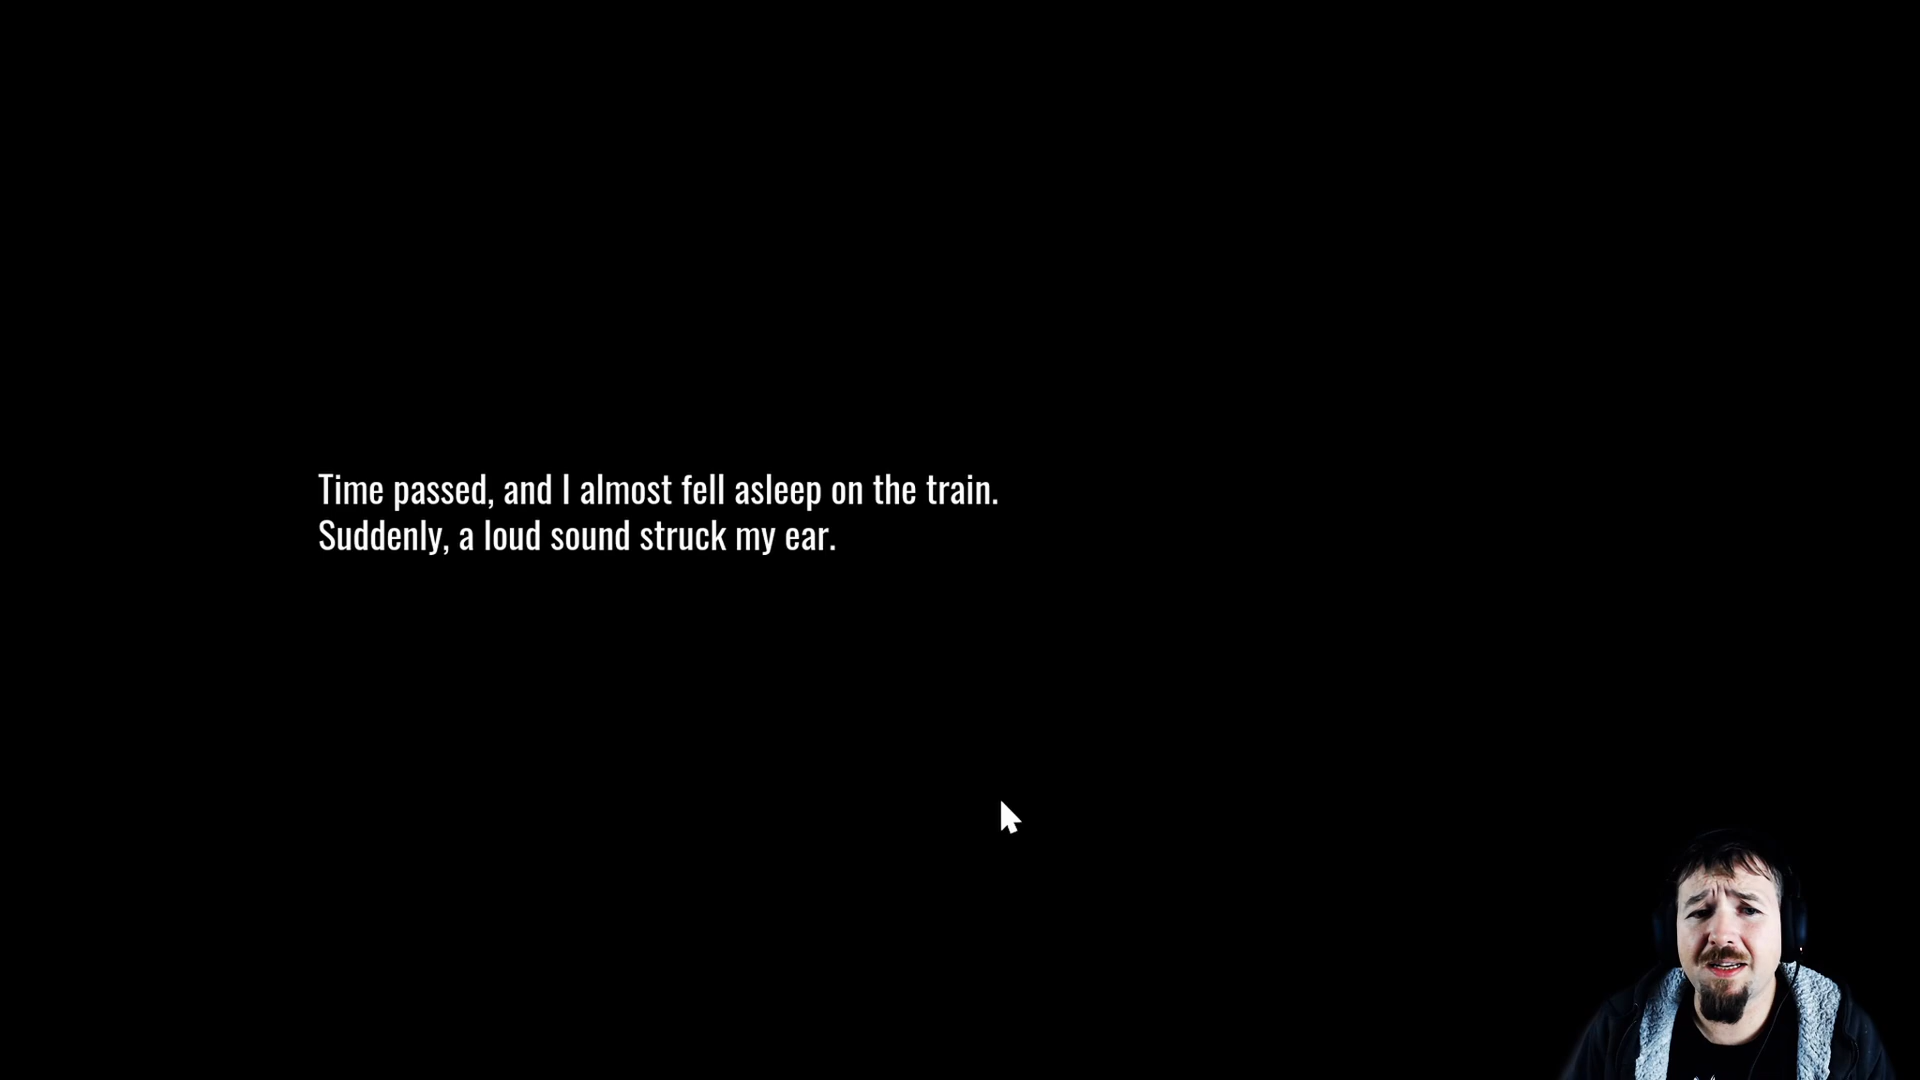 Time passed, and I almost fell asleep on the train.
Suddenly, a loud sound struck my ear.